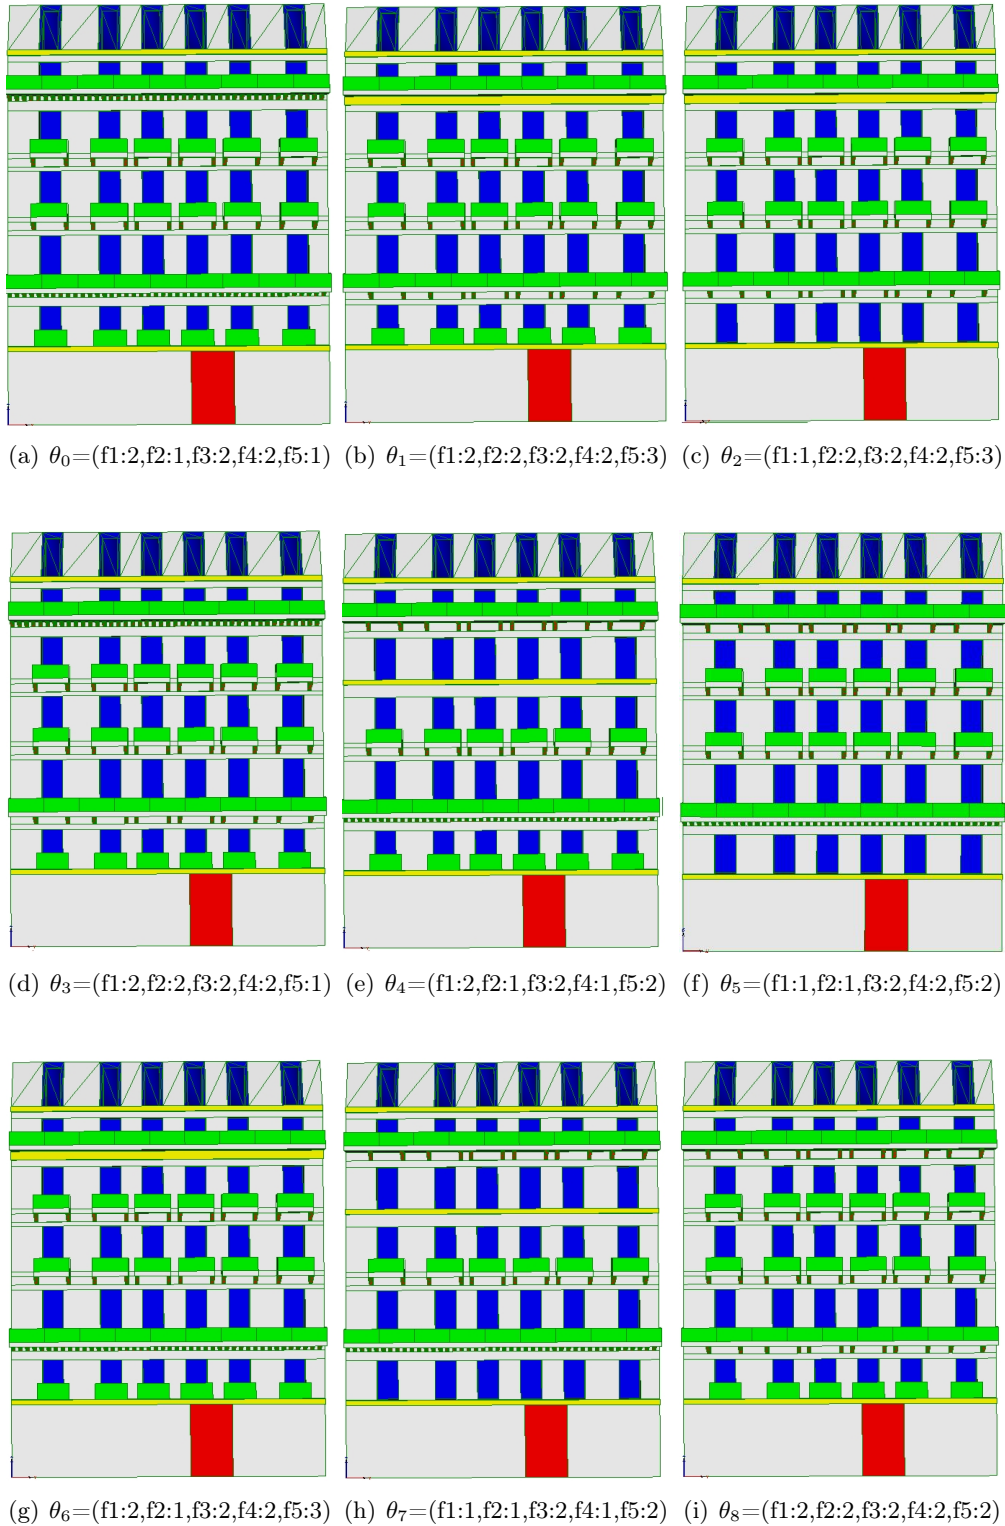 (a) θ₀=(f1:2,f2:1,f3:2,f4:2,f5:1) (b) θ₁=(f1:2,f2:2,f3:2,f4:2,f5:3) (c) θ₂=(f1:1,f2:2,f3:2,f4:2,f5:3)
(d) θ₃=(f1:2,f2:2,f3:2,f4:2,f5:1) (e) θ₄=(f1:2,f2:1,f3:2,f4:1,f5:2) (f) θ₅=(f1:1,f2:1,f3:2,f4:2,f5:2)
(g) θ₆=(f1:2,f2:1,f3:2,f4:2,f5:3) (h) θ₇=(f1:1,f2:1,f3:2,f4:1,f5:2) (i) θ₈=(f1:2,f2:2,f3:2,f4:2,f5:2)